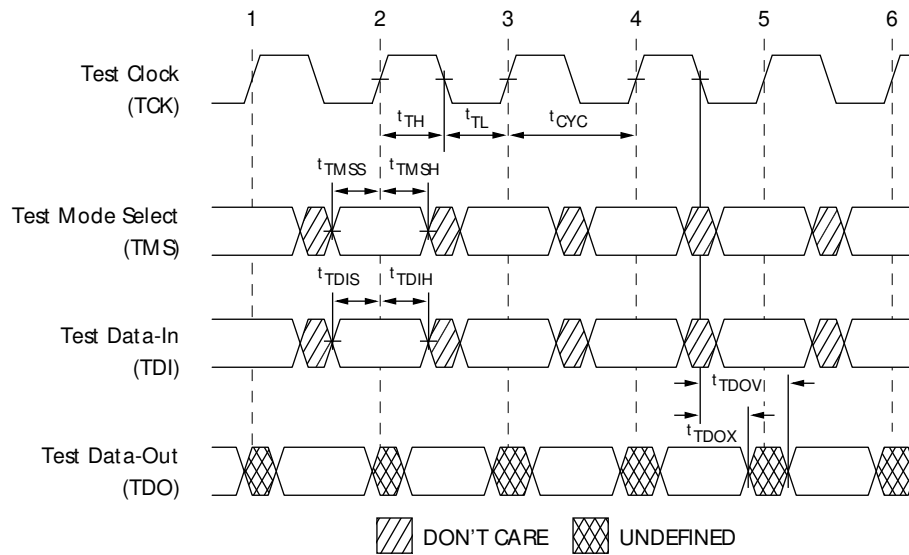 1 2 3 4 5 6
Test Clock
(TCK)
tTH tTL tCYC
tTMSS tTMSH
Test Mode Select
(TMS)
tTDIS tTDIH
Test Data-In
(TDI)
tTDOV
tTDOX
Test Data-Out
(TDO)
DON'T CARE UNDEFINED